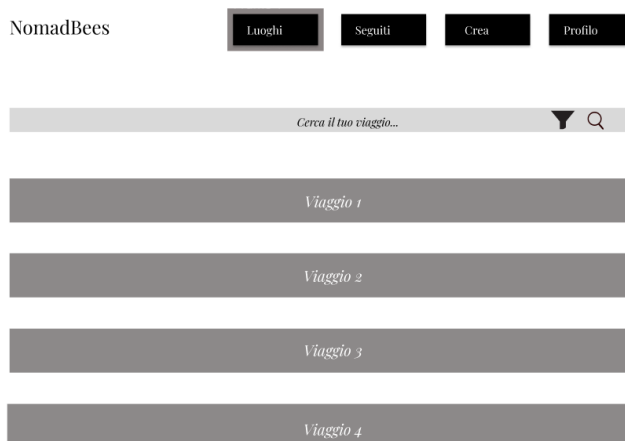 NomadBees
Luoghi
Seguiti
Crea
Profilo
Cerca il tuo viaggio...
Viaggio 1
Viaggio 2
Viaggio 3
Viaggio 4